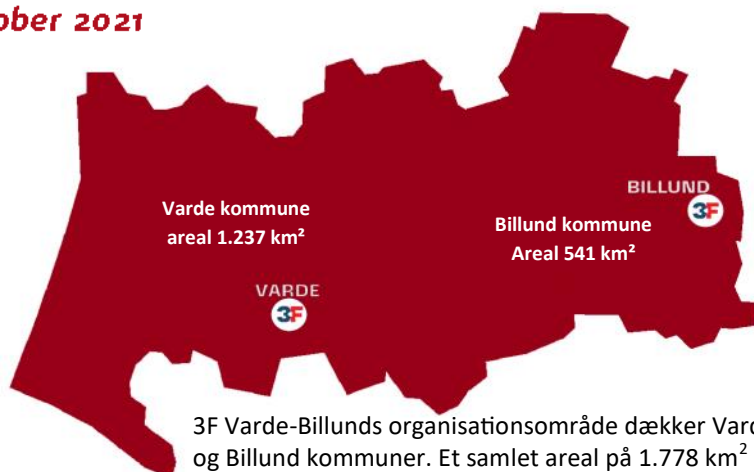 ober 2021
BILLUND
3F
Varde kommune
areal 1.237 km²
Billund kommune
Areal 541 km²
VARDE
3F
3F Varde-Billunds organisationsområde dækker Vard
og Billund kommuner. Et samlet areal på 1.778 km²